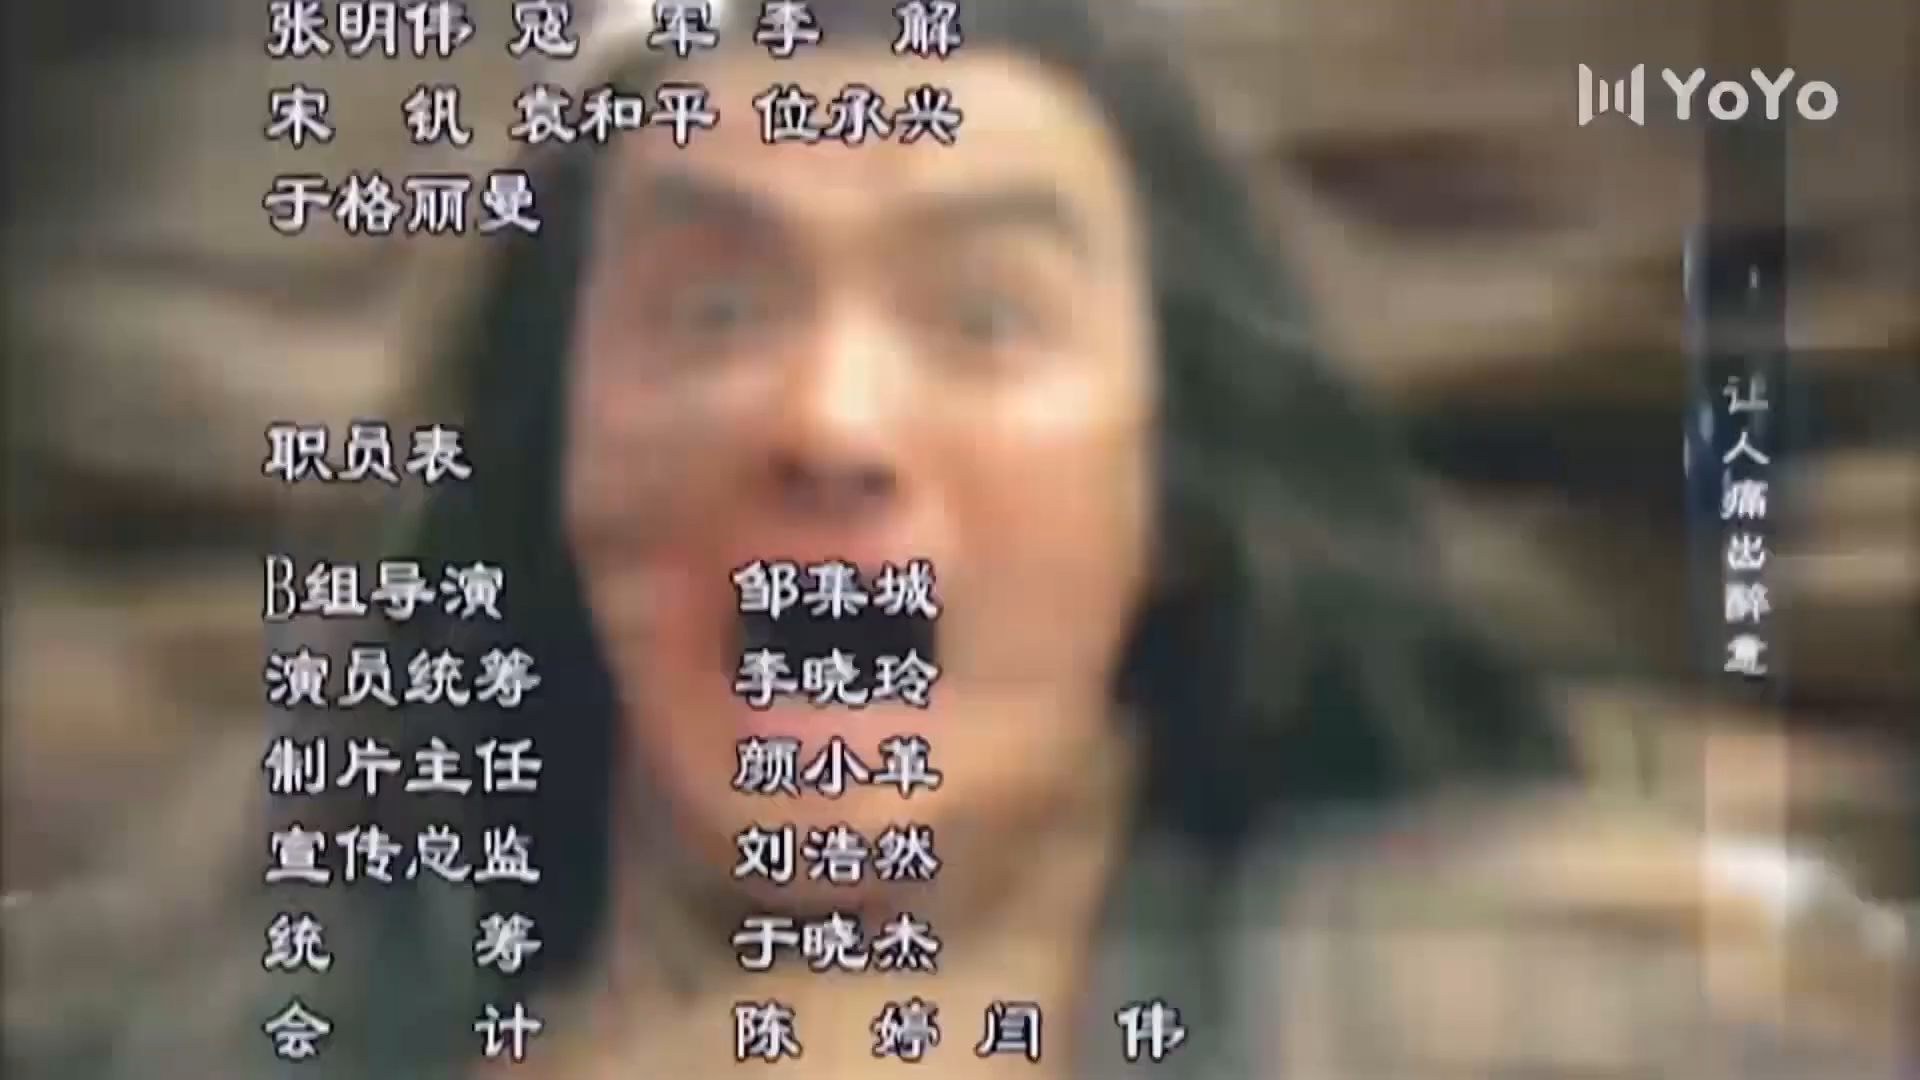 张明伟 寇 军 李 解
宋 钒 袁和平 位承兴
于格丽曼
YoYo
职员表
B组导演 邹集城
演员统筹 李晓玲
制片主任 颜小革
宣传总监 刘浩然
统 筹 于晓杰
会 计 陈 婷 闫 伟
让人痛出醉意